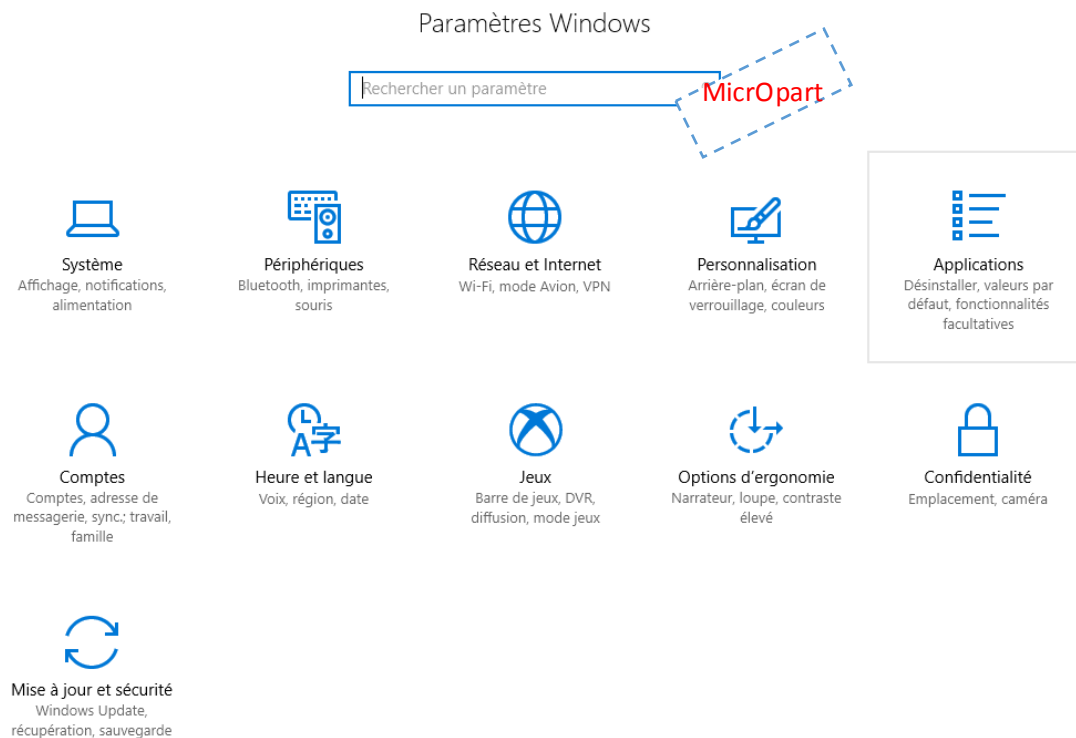 Paramètres Windows
Rechercher un paramètre
MicrOpart
Système
Affichage, notifications,
alimentation
Périphériques
Bluetooth, imprimantes,
souris
Réseau et Internet
Wi-Fi, mode Avion, VPN
Personnalisation
Arrière-plan, écran de
verrouillage, couleurs
Applications
Désinstaller, valeurs par
défaut, fonctionnalités
facultatives
Comptes
Comptes, adresse de
messagerie, sync.; travail,
famille
Heure et langue
Voix, région, date
Jeux
Barre de jeux, DVR,
diffusion, mode jeux
Options d'ergonomie
Narrateur, loupe, contraste
élevé
Confidentialité
Emplacement, caméra
Mise à jour et sécurité
Windows Update,
récupération, sauvegarde